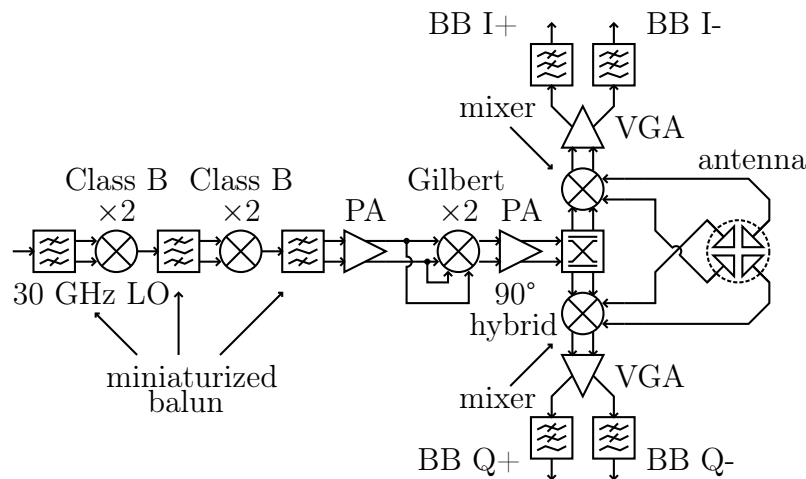 BB I+
BB I-
mixer
VGA
antenna
Class B
×2
Class B
×2
PA
Gilbert
×2
PA
30 GHz LO
90°
hybrid
miniaturized
balun
mixer
VGA
BB Q+
BB Q-